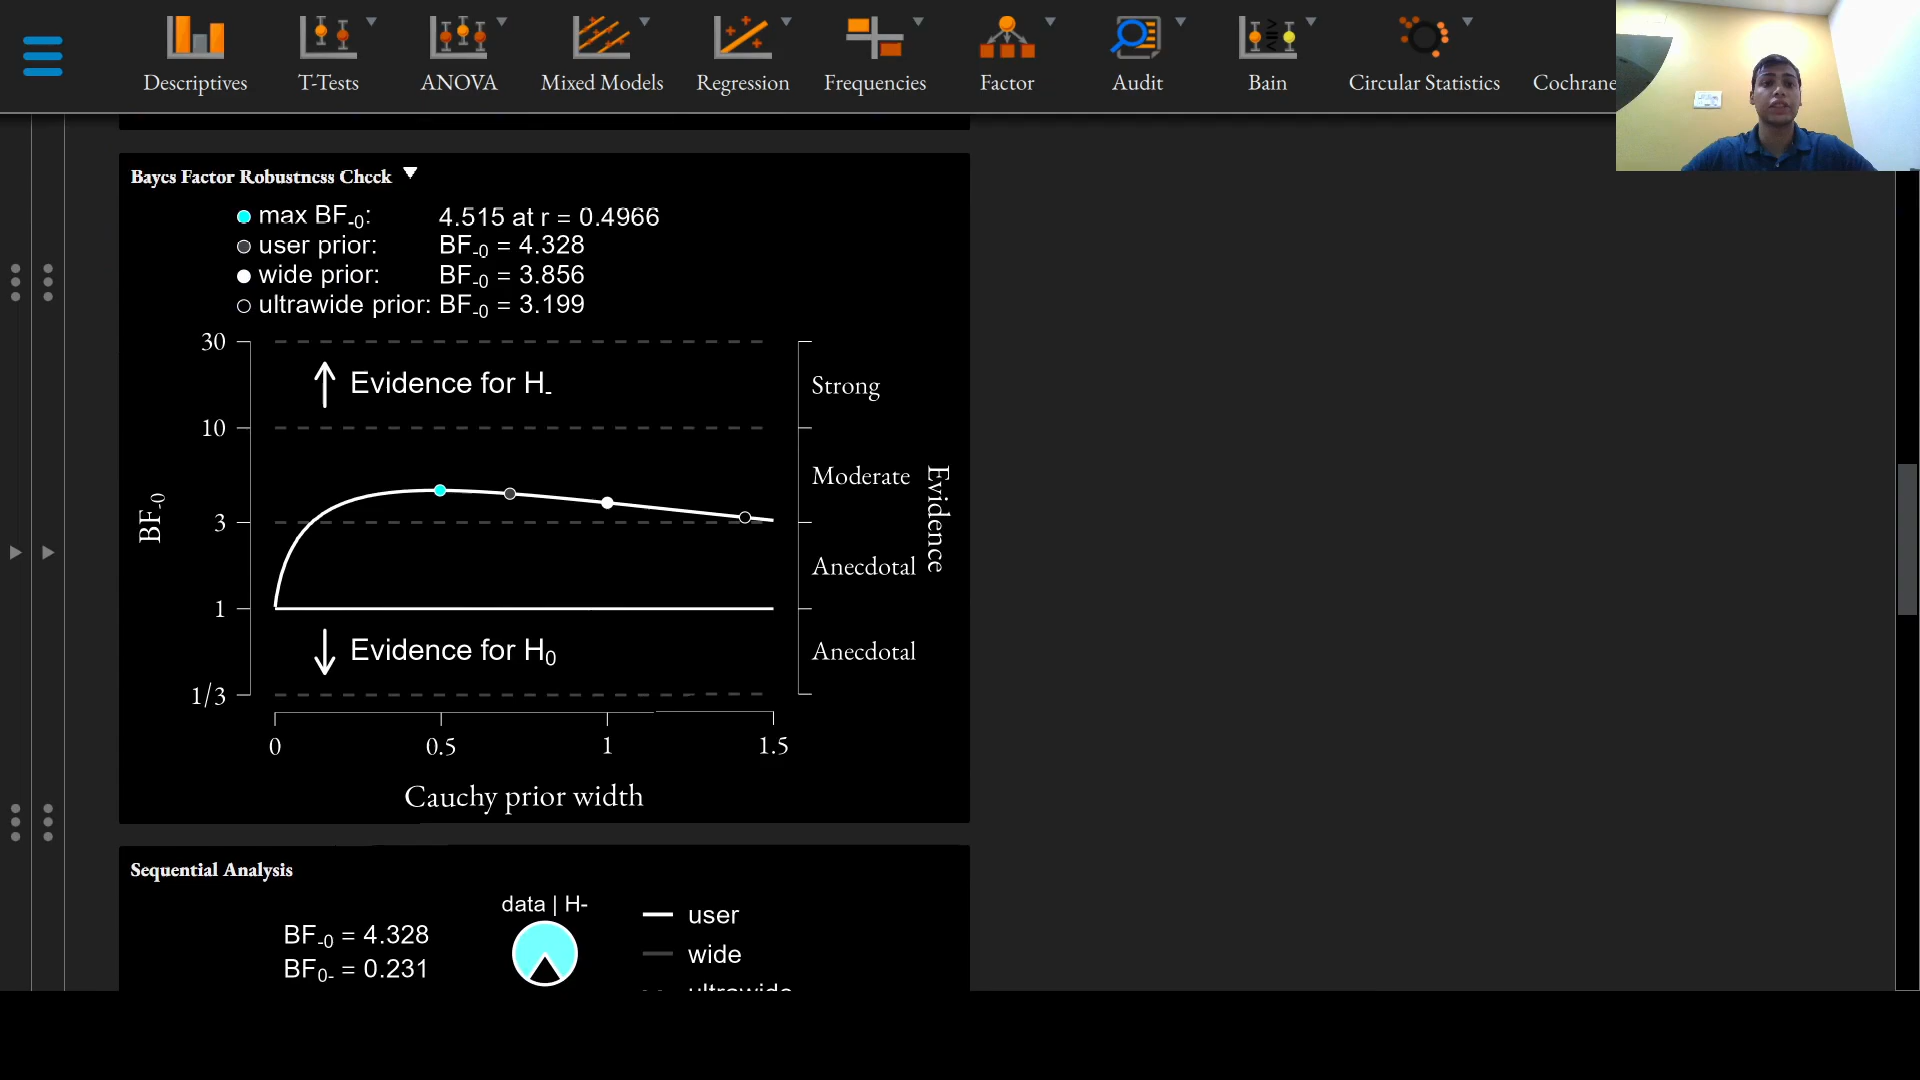 Descriptives T-Tests ANOVA Mixed Models Regression Frequencies Factor Audit Bain Circular Statistics Cochrane
Bayes Factor Robustness Check
max BF-0: 4.515 at r = 0.4966
user prior: BF-0 = 4.328
wide prior: BF-0 = 3.856
ultrawide prior: BF-0 = 3.199
30
Evidence for H-
Strong
10
Moderate
BF-0
Evidence
3
Anecdotal
1
Evidence for H0
Anecdotal
1/3
0 0.5 1 1.5
Cauchy prior width
Sequential Analysis
data | H-
BF-0 = 4.328
BF0- = 0.231
user
wide
ultrawide